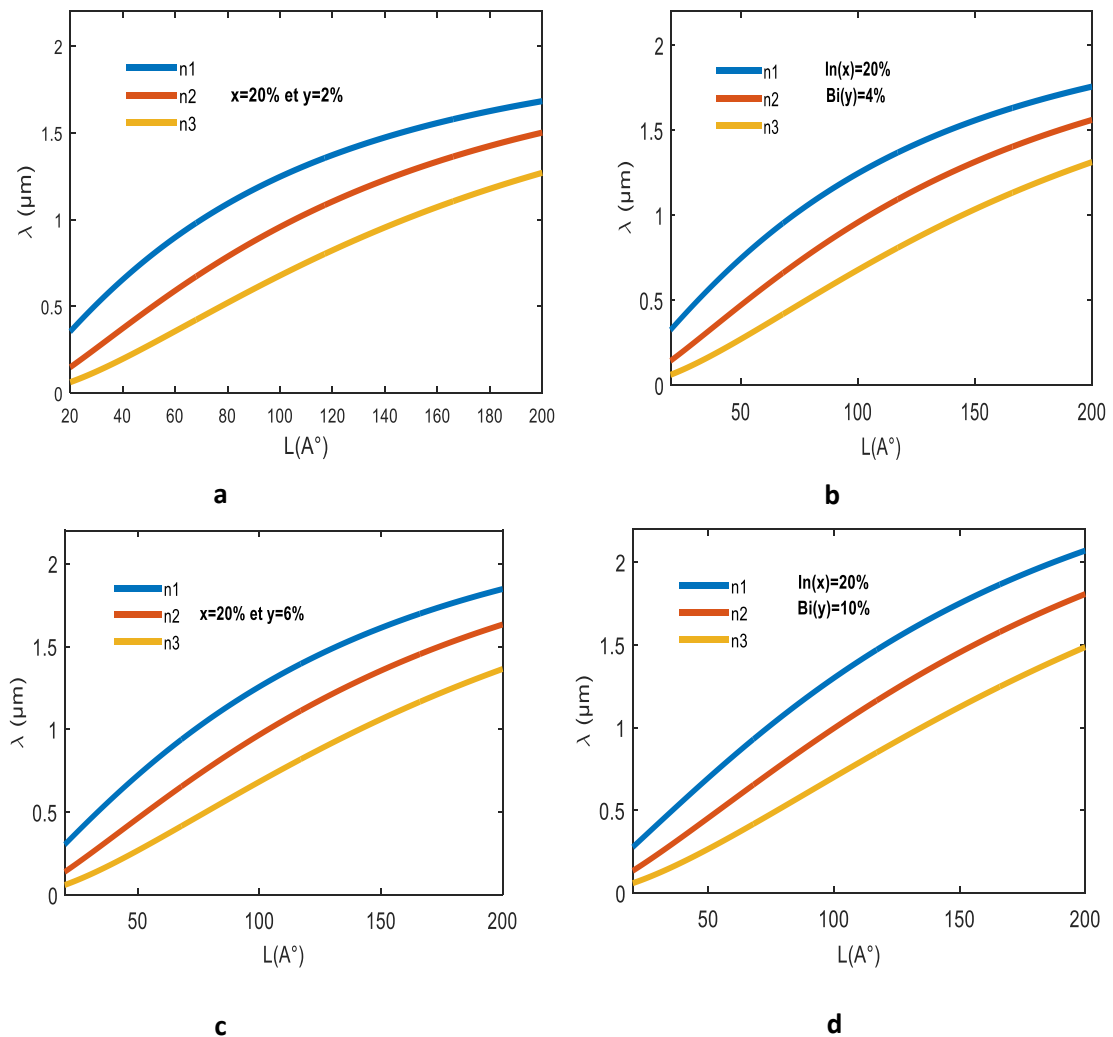 2
1.5
1
0.5
0
λ (μm)
n1
n2
n3
x=20% et y=2%
20 40 60 80 100 120 140 160 180 200
L(A°)
a
2
1.5
1
0.5
0
λ (μm)
n1
n2
n3
In(x)=20%
Bi(y)=4%
50 100 150 200
L(A°)
b
2
1.5
1
0.5
0
λ (μm)
n1
n2
n3
x=20% et y=6%
50 100 150 200
L(A°)
c
2
1.5
1
0.5
0
λ (μm)
n1
n2
n3
In(x)=20%
Bi(y)=10%
50 100 150 200
L(A°)
d